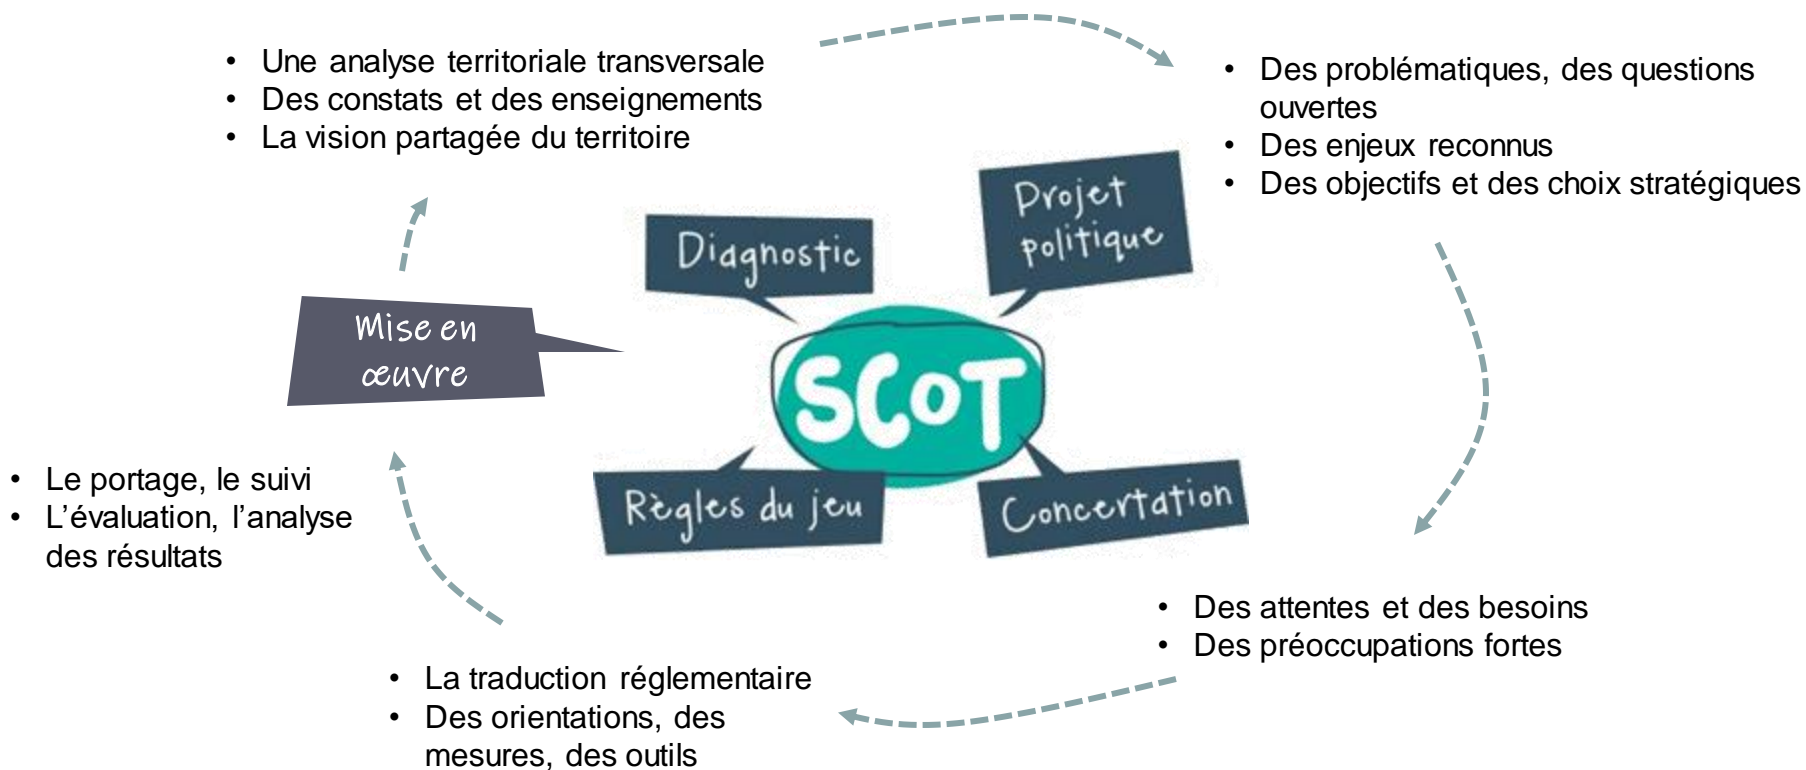 • Une analyse territoriale transversale
• Des constats et des enseignements
• La vision partagée du territoire
• Des problématiques, des questions
ouvertes
• Des enjeux reconnus
• Des objectifs et des choix stratégiques
Diagnostic
Projet
politique
Mise en
œuvre
SCOT
Règles du jeu
Concertation
• Le portage, le suivi
• L’évaluation, l’analyse
des résultats
• Des attentes et des besoins
• Des préoccupations fortes
• La traduction réglementaire
• Des orientations, des
mesures, des outils